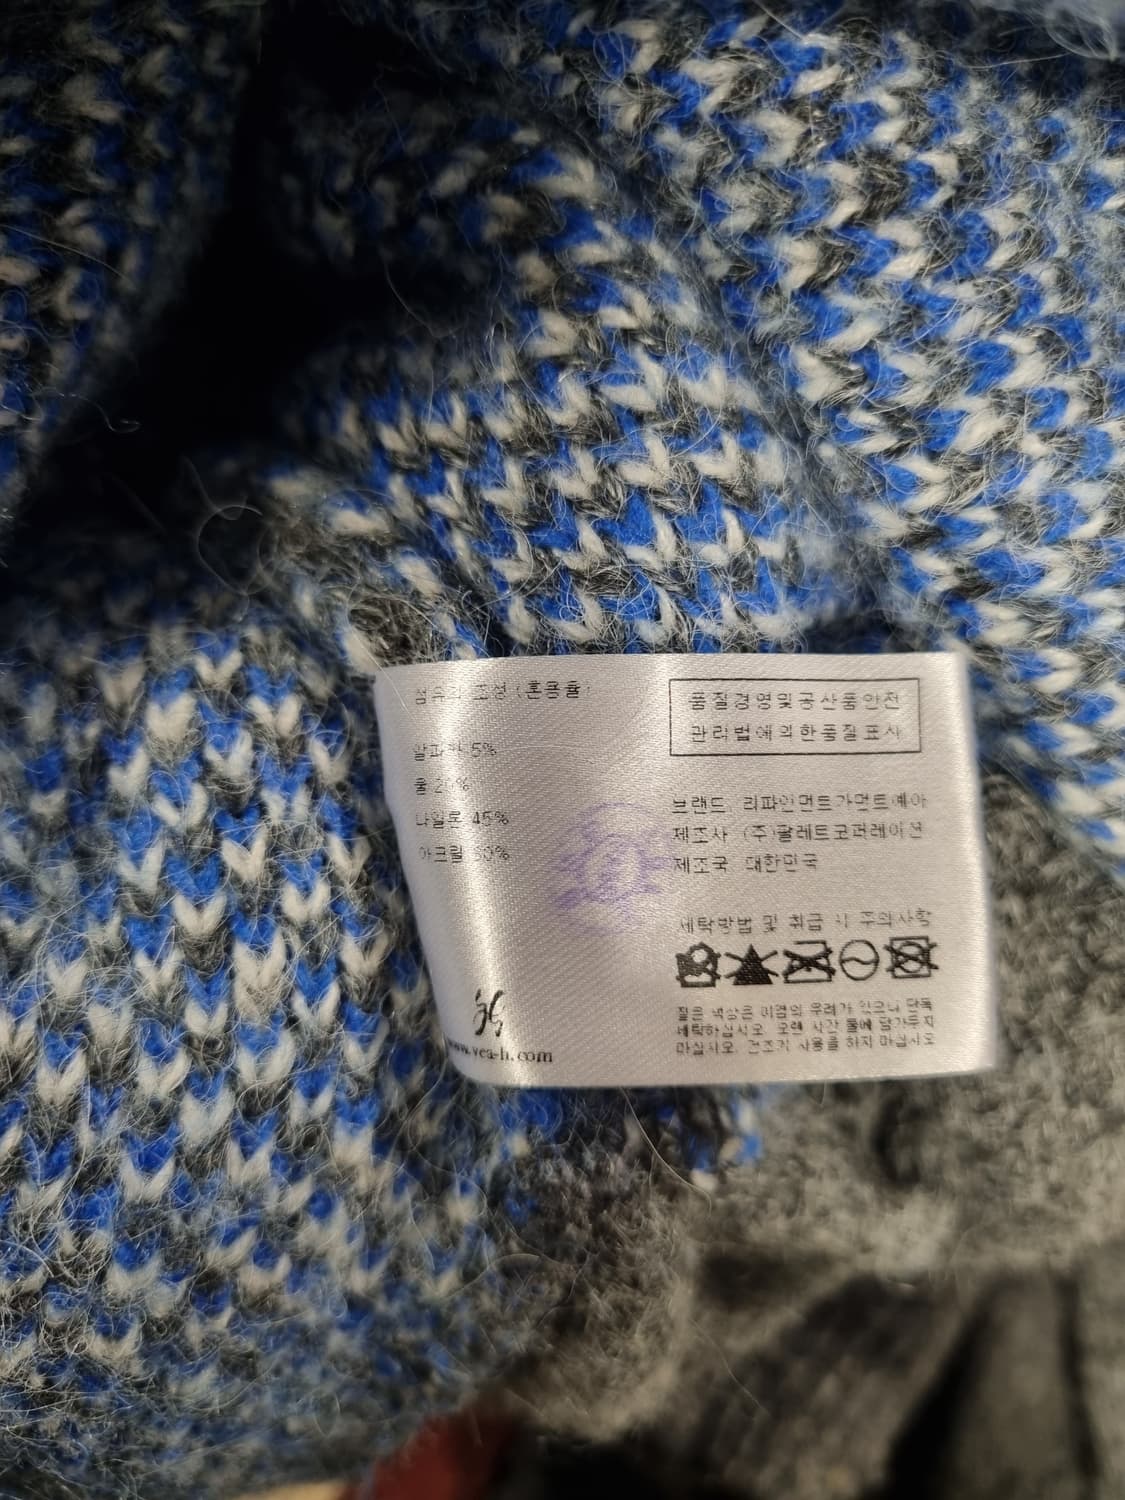 섬유의 조성(혼용율)
알파카 5%
울 2
나일론 45%
아크릴
www.vea-h.com
품질경영및공산품안전
관리법에의한품질표시
브랜드 리파인먼트가먼트예아
제조사 (주)팔레트코퍼레이션
제조국 대한민국
세탁방법 및 취급 시 주의사항
짙은 색상은 이염의 우려가 있으니 단독
세탁하십시오. 오랜 시간 물에 담가두지
마십시오. 건조기 사용을 하지 마십시오